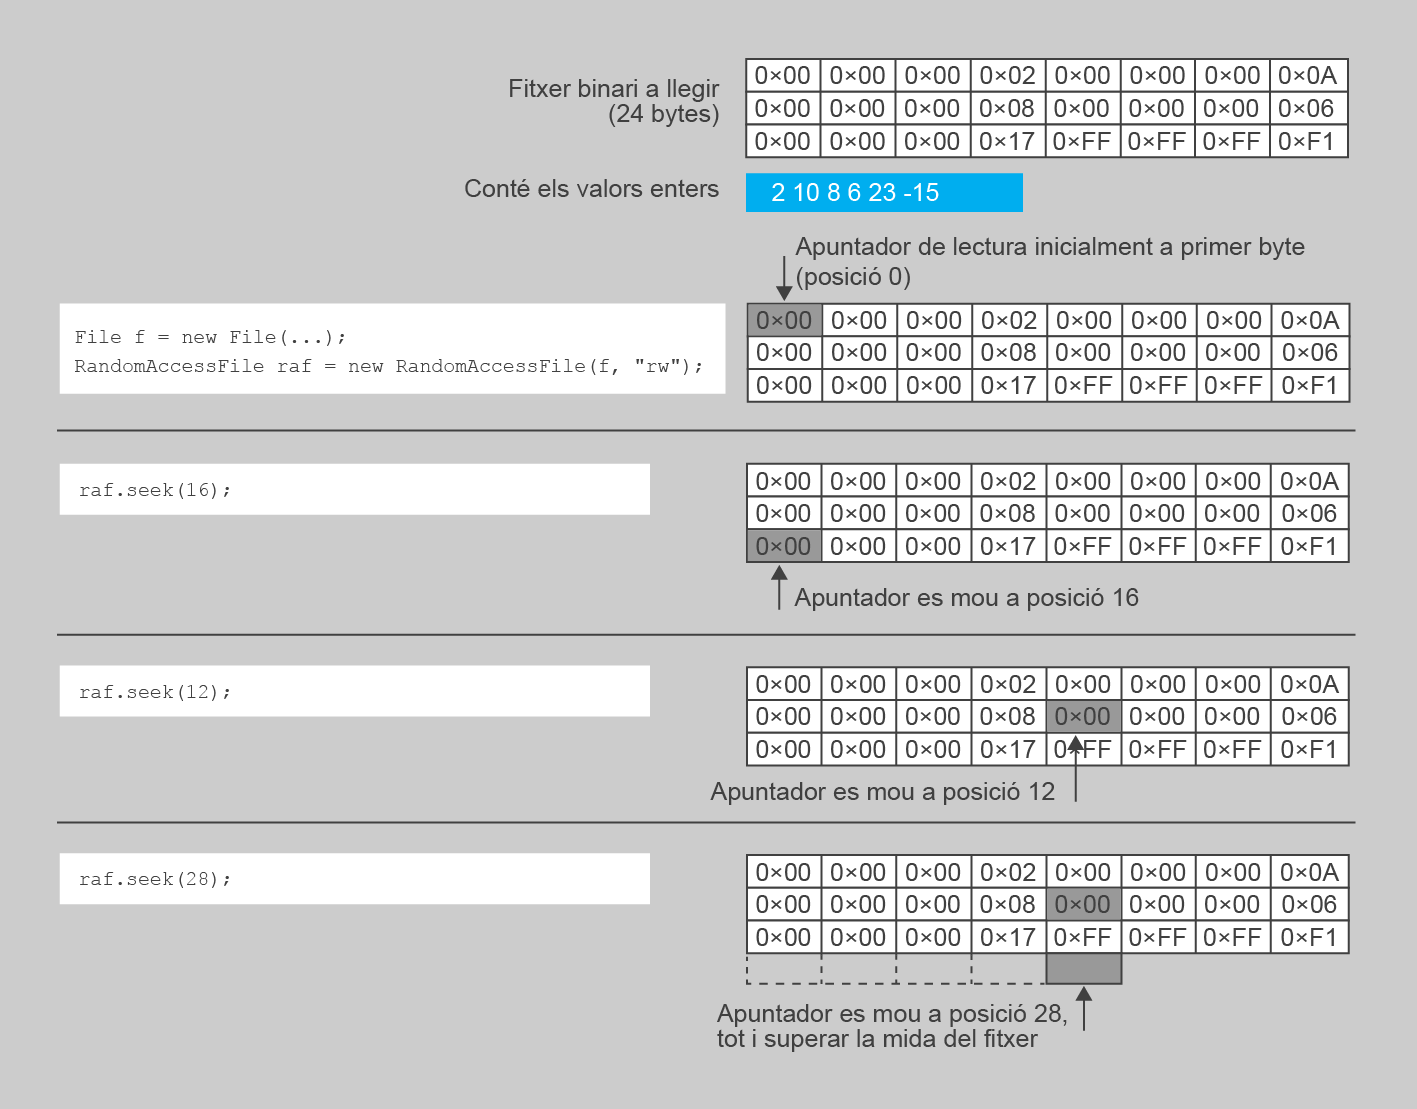 Fitxer binari a llegir
(24 bytes)
0×00 0×00 0×00 0×02 0×00 0×00 0×00 0×0A
0×00 0×00 0×00 0×08 0×00 0×00 0×00 0×06
0×00 0×00 0×00 0×17 0×FF 0×FF 0×FF 0×F1
Conté els valors enters
2 10 8 6 23 -15
Apuntador de lectura inicialment a primer byte
(posició 0)
File f = new File(...);
RandomAccessFile raf = new RandomAccessFile(f, "rw");
0×00 0×00 0×00 0×02 0×00 0×00 0×00 0×0A
0×00 0×00 0×00 0×08 0×00 0×00 0×00 0×06
0×00 0×00 0×00 0×17 0×FF 0×FF 0×FF 0×F1
raf.seek(16);
0×00 0×00 0×00 0×02 0×00 0×00 0×00 0×0A
0×00 0×00 0×00 0×08 0×00 0×00 0×00 0×06
0×00 0×00 0×00 0×17 0×FF 0×FF 0×FF 0×F1
Apuntador es mou a posició 16
raf.seek(12);
0×00 0×00 0×00 0×02 0×00 0×00 0×00 0×0A
0×00 0×00 0×00 0×08 0×00 0×00 0×00 0×06
0×00 0×00 0×00 0×17 0×FF 0×FF 0×FF 0×F1
Apuntador es mou a posició 12
raf.seek(28);
0×00 0×00 0×00 0×02 0×00 0×00 0×00 0×0A
0×00 0×00 0×00 0×08 0×00 0×00 0×00 0×06
0×00 0×00 0×00 0×17 0×FF 0×FF 0×FF 0×F1
Apuntador es mou a posició 28,
tot i superar la mida del fitxer